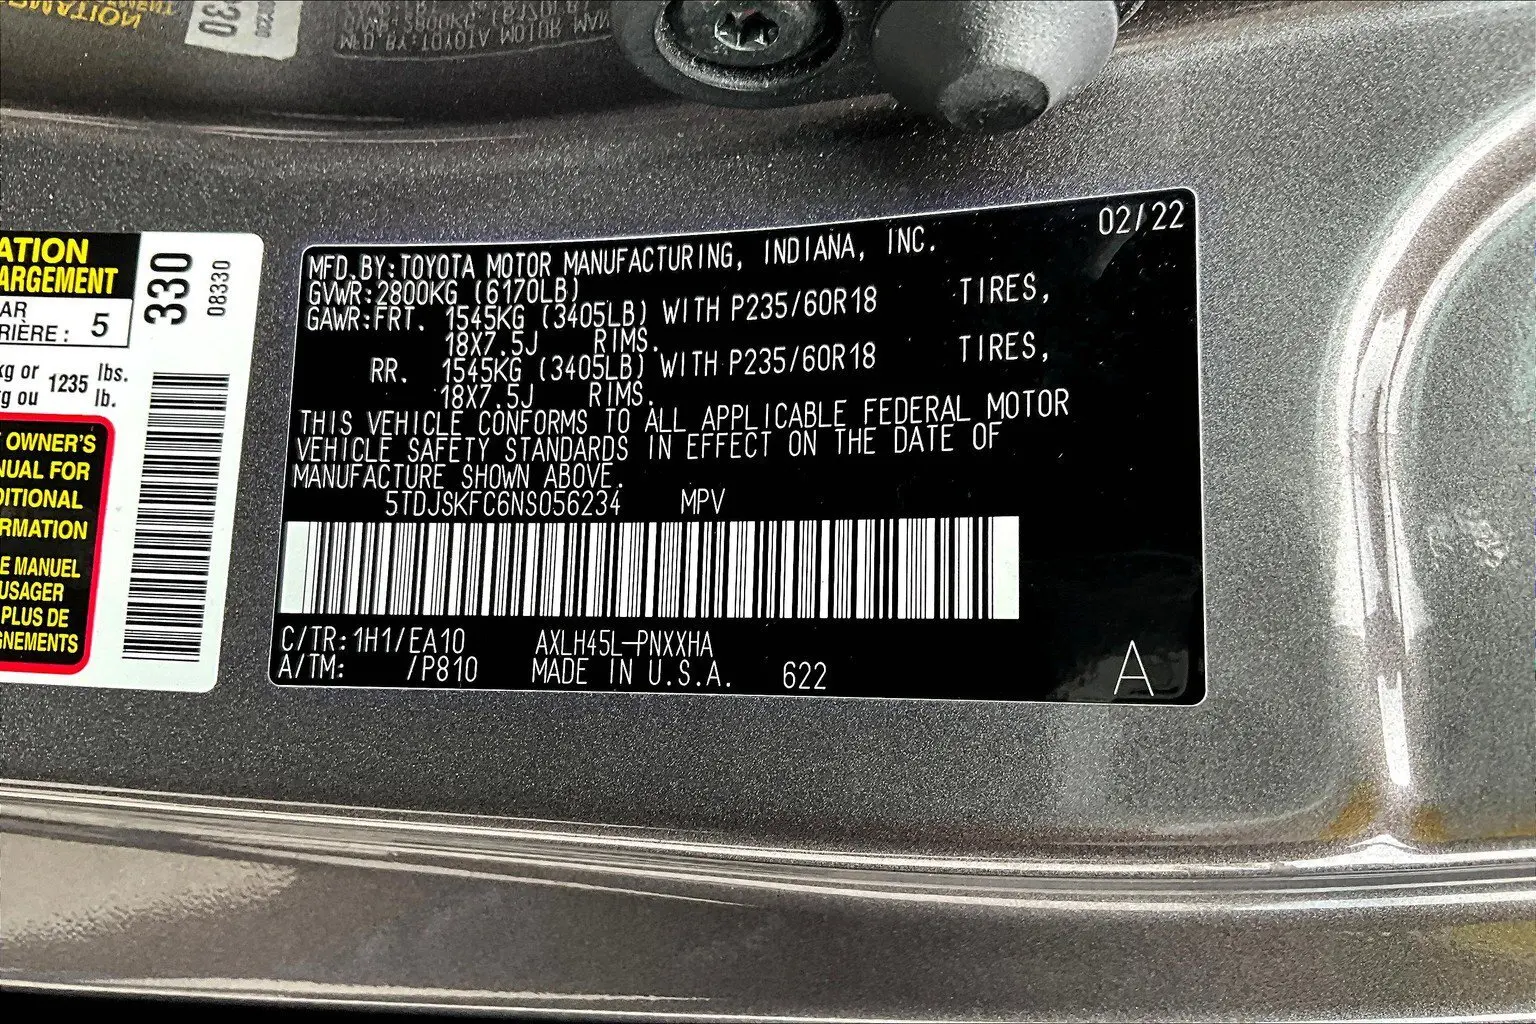 ATION
ARGEMENT
AR
RIÈRE : 5
kg or 1235 lbs.
g ou lb.
OWNER'S
NUAL FOR
DITIONAL
RMATION
E MANUEL
USAGER
PLUS DE
GNEMENTS
330
08330
02/22
MFD.BY:TOYOTA MOTOR MANUFACTURING, INDIANA, INC.
GVWR:2800KG (6170LB)
GAWR:FRT. 1545KG (3405LB) WITH P235/60R18 TIRES,
18X7.5J RIMS.
RR. 1545KG (3405LB) WITH P235/60R18 TIRES,
18X7.5J RIMS.
THIS VEHICLE CONFORMS TO ALL APPLICABLE FEDERAL MOTOR
VEHICLE SAFETY STANDARDS IN EFFECT ON THE DATE OF
MANUFACTURE SHOWN ABOVE.
5TDJSKFC6NS056234 MPV
C/TR:1H1/EA10 AXLH45L-PNXXHA
A/TM: /P810 MADE IN U.S.A. 622
A